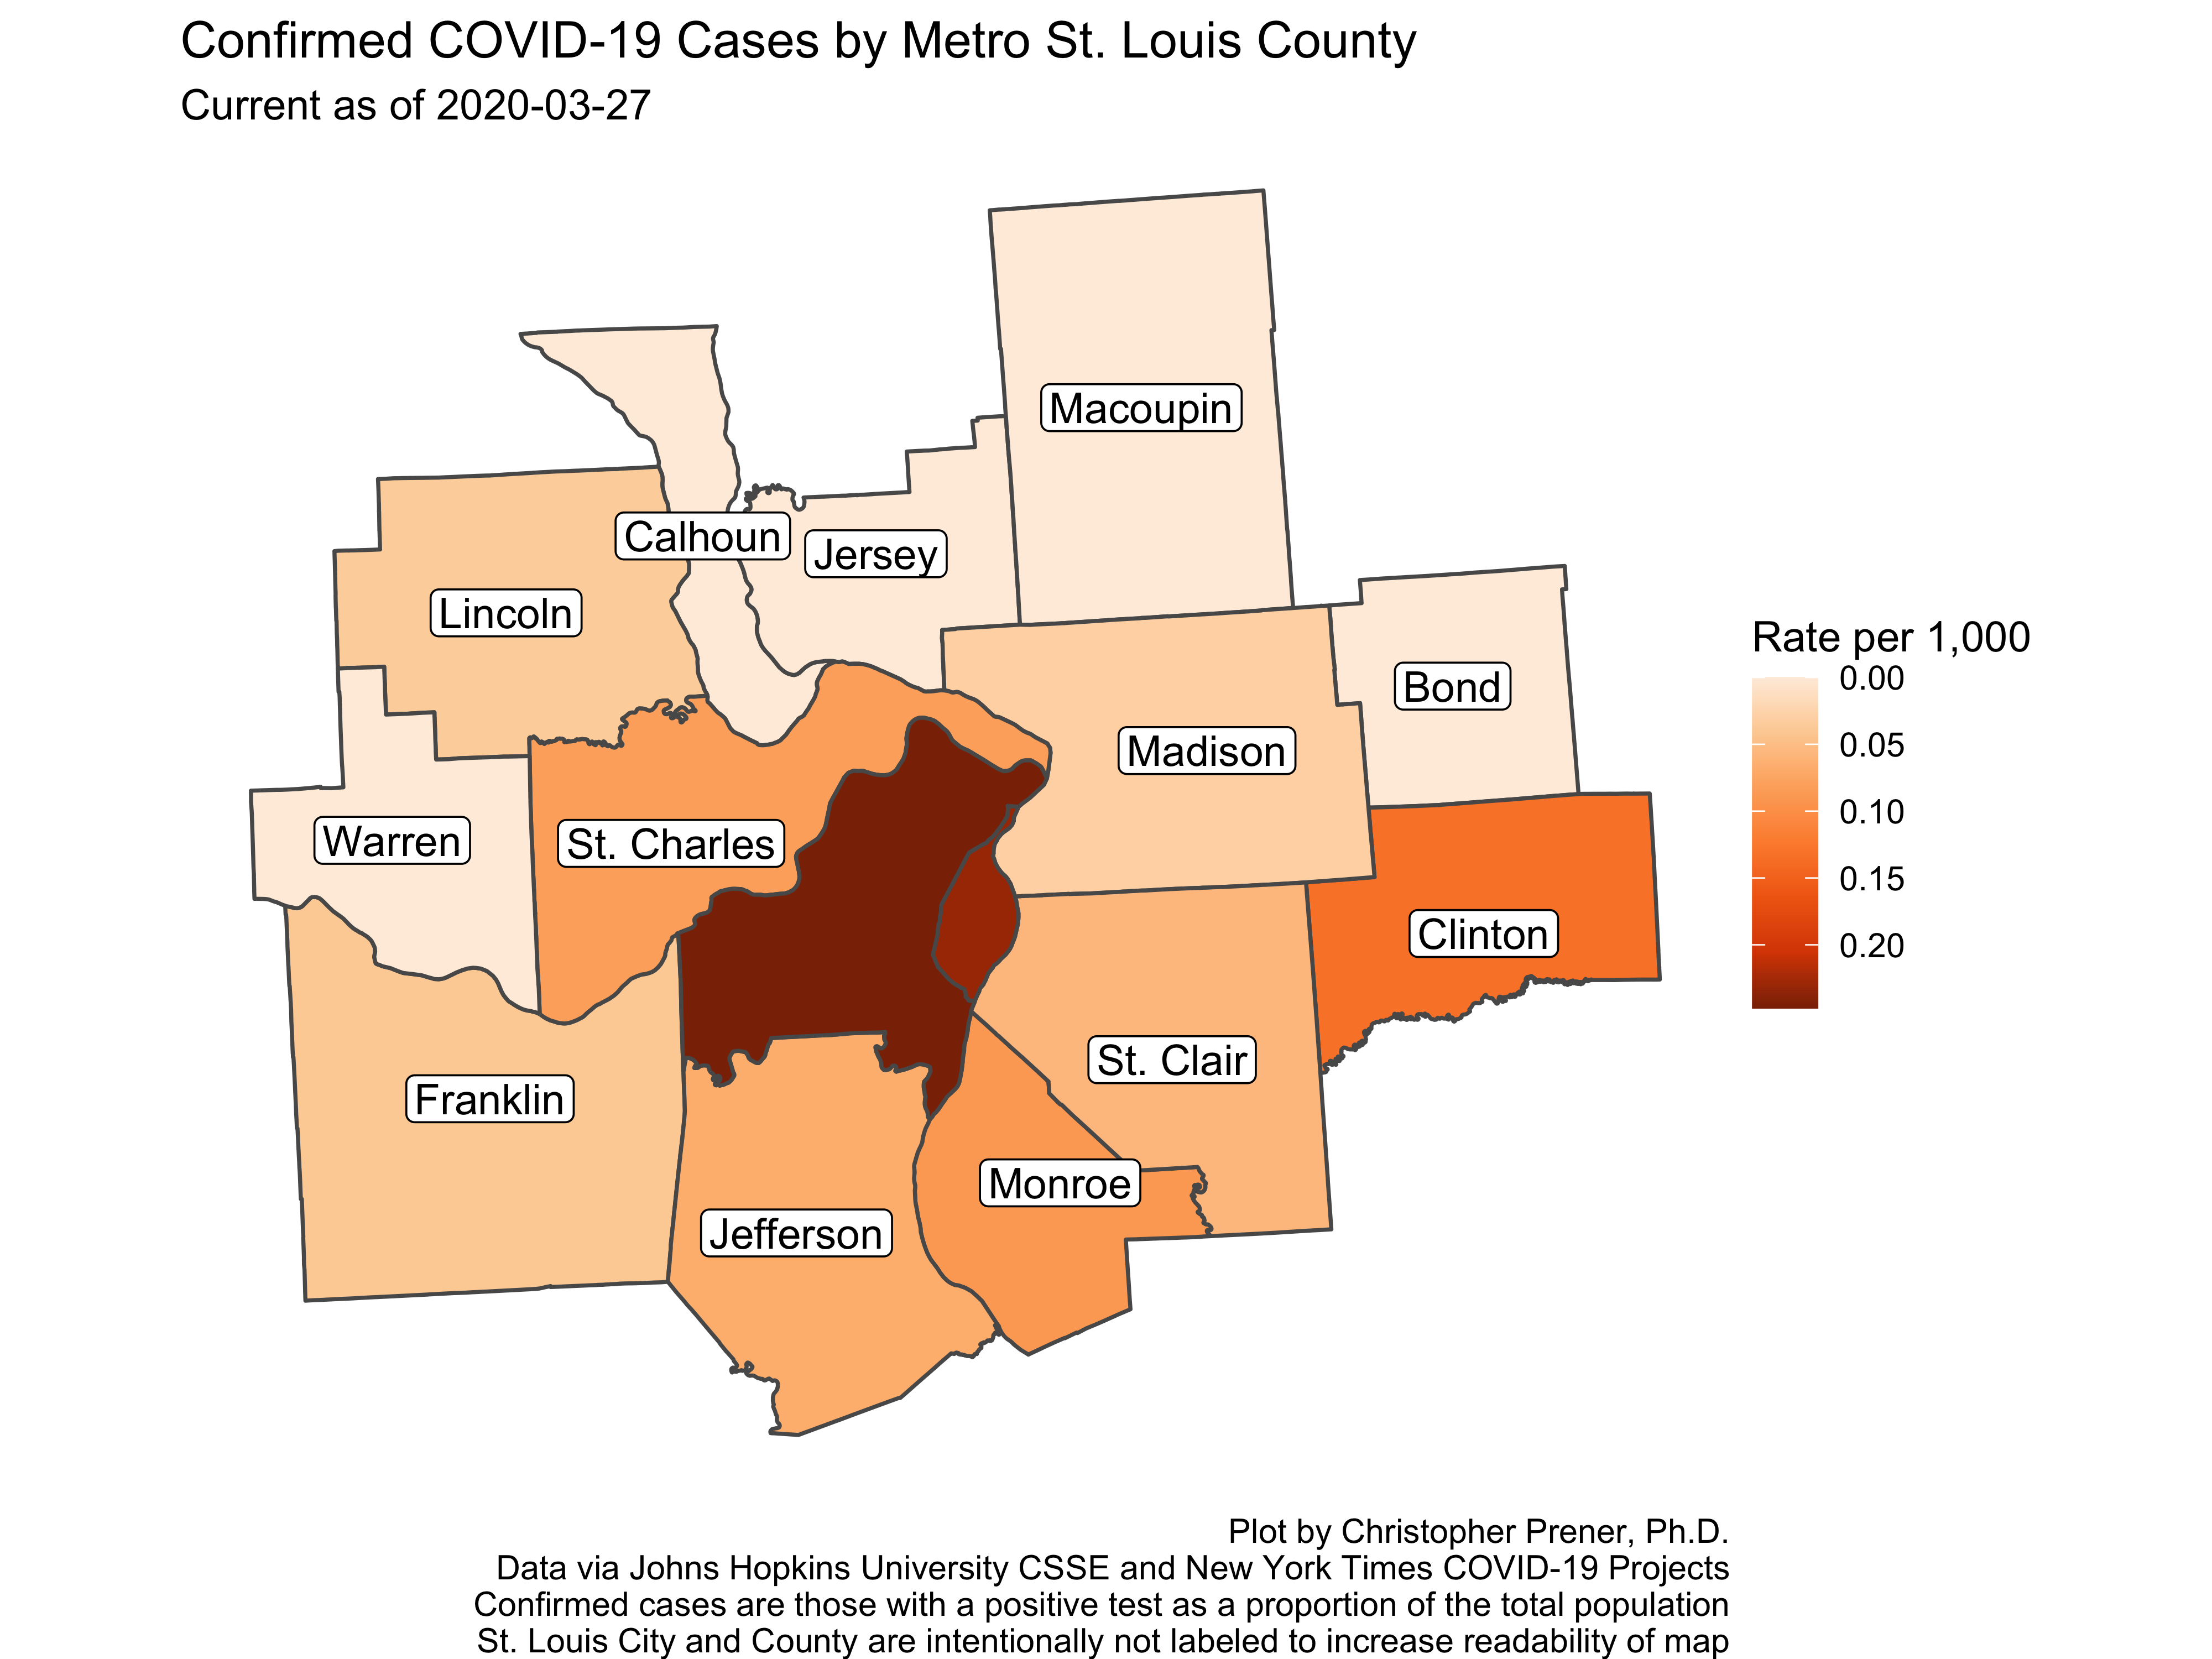 Confirmed COVID-19 Cases by Metro St. Louis County
Current as of 2020-03-27
Macoupin
Calhoun
Jersey
Lincoln
Rate per 1,000
0.00
0.05
0.10
0.15
0.20
Bond
Madison
Warren
St. Charles
Clinton
St. Clair
Franklin
Monroe
Jefferson
Plot by Christopher Prener, Ph.D.
Data via Johns Hopkins University CSSE and New York Times COVID-19 Projects
Confirmed cases are those with a positive test as a proportion of the total population
St. Louis City and County are intentionally not labeled to increase readability of map